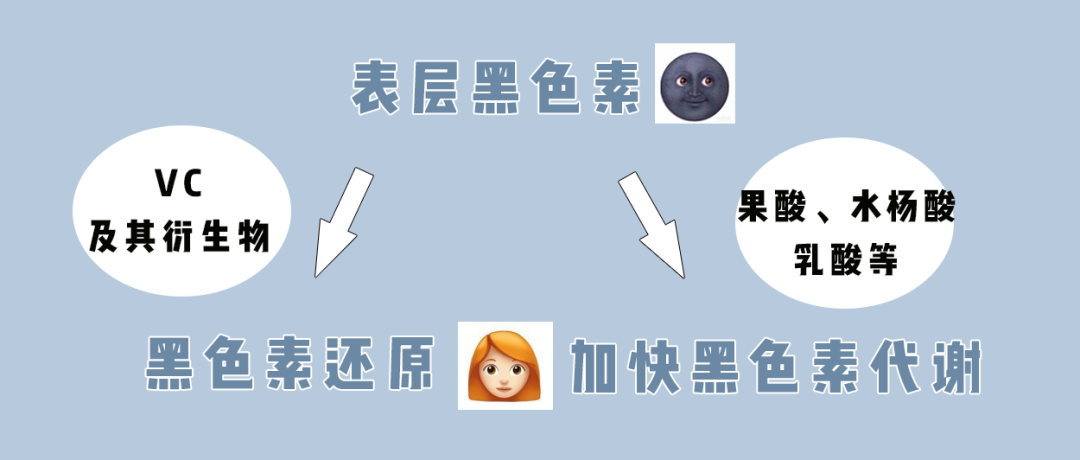 表层黑色素
VC
及其衍生物
果酸、水杨酸
乳酸等
黑色素还原
加快黑色素代谢